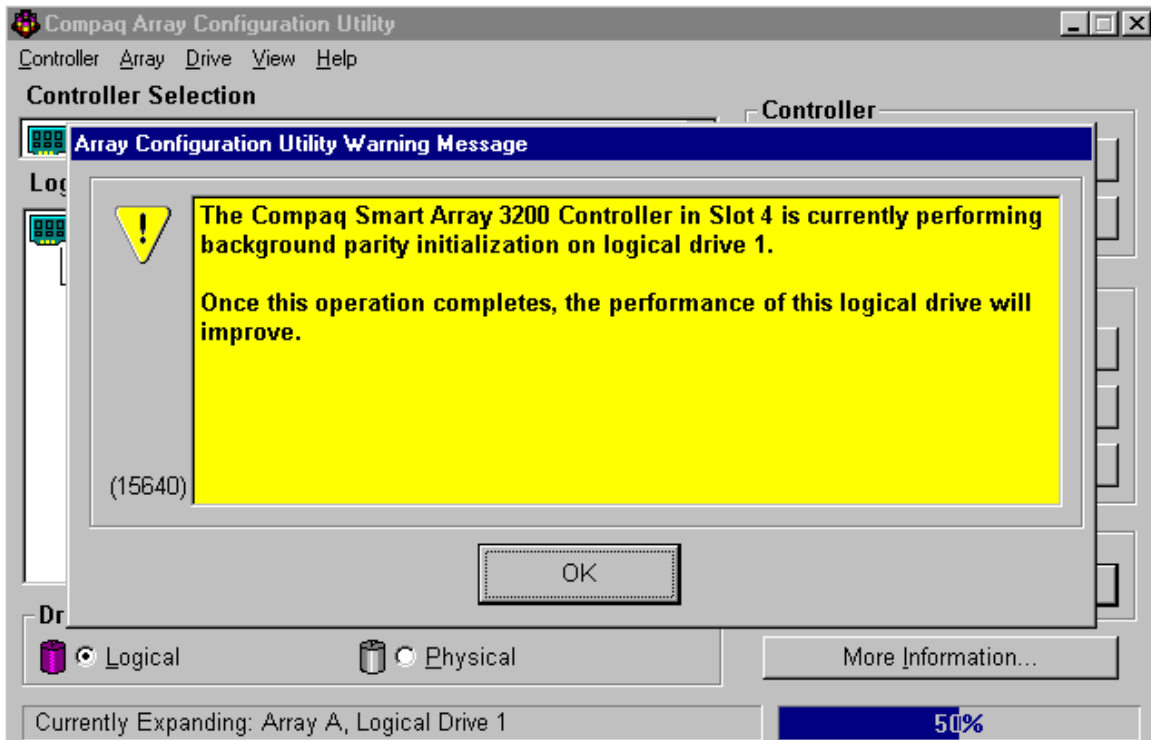 Compaq Array Configuration Utility
Controller Array Drive View Help
Controller Selection
Controller
Array Configuration Utility Warning Message
The Compaq Smart Array 3200 Controller in Slot 4 is currently performing
background parity initialization on logical drive 1.
Once this operation completes, the performance of this logical drive will
improve.
(15640)
OK
Logical
Physical
More Information...
Currently Expanding: Array A, Logical Drive 1
50%